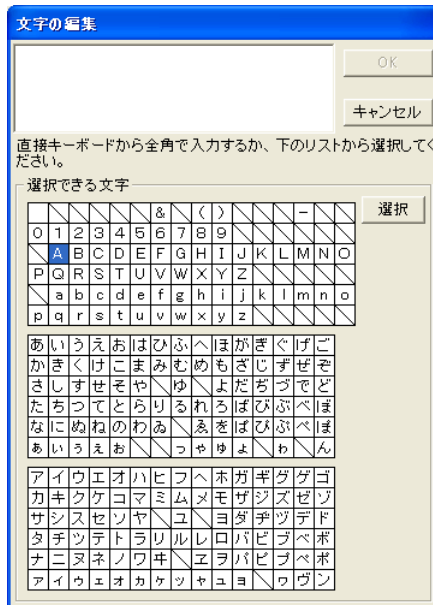 文字の編集
OK
キャンセル
直接キーボードから全角で入力するか、下のリストから選択してく
ださい。
選択できる文字
選択
& ( ) −
0 1 2 3 4 5 6 7 8 9
A B C D E F G H I J K L M N O
P Q R S T U V W X Y Z
a b c d e f g h i j k l m n o
p q r s t u v w x y z
あ い う え お は ひ ふ へ ほ が ぎ ぐ げ ご
か き く け こ ま み む め も ざ じ ず ぜ ぞ
さ し す せ そ や ゆ よ だ ぢ づ で ど
た ち つ て と ら り る れ ろ ば び ぶ べ ぼ
な に ぬ ね の わ ゐ ゑ を ぱ ぴ ぷ ぺ ぽ
ぁ ぃ ぅ ぇ ぉ っ ゃ ゅ ょ ゎ ん
ア イ ウ エ オ ハ ヒ フ ヘ ホ ガ ギ グ ゲ ゴ
カ キ ク ケ コ マ ミ ム メ モ ザ ジ ズ ゼ ゾ
サ シ ス セ ソ ヤ ユ ヨ ダ ヂ ヅ デ ド
タ チ ツ テ ト ラ リ ル レ ロ バ ビ ブ ベ ボ
ナ ニ ヌ ネ ノ ワ ヰ ヱ ヲ パ ピ プ ペ ポ
ァ ィ ゥ ェ ォ ヵ ヶ ッ ャ ュ ョ ヮ ヴ ン